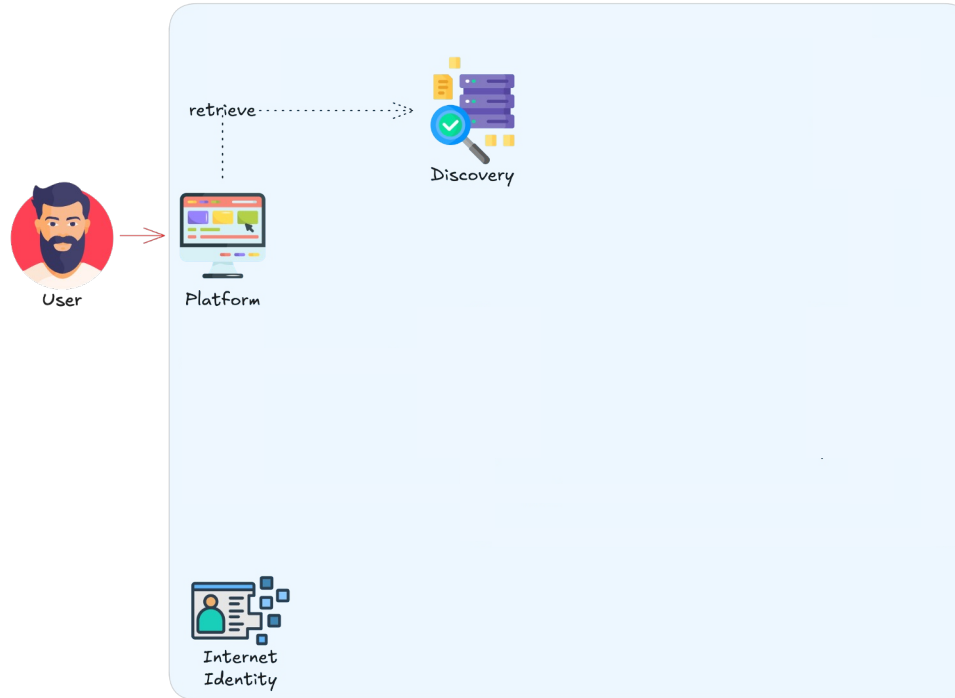 retrieve
Discovery
User
Platform
Internet
Identity